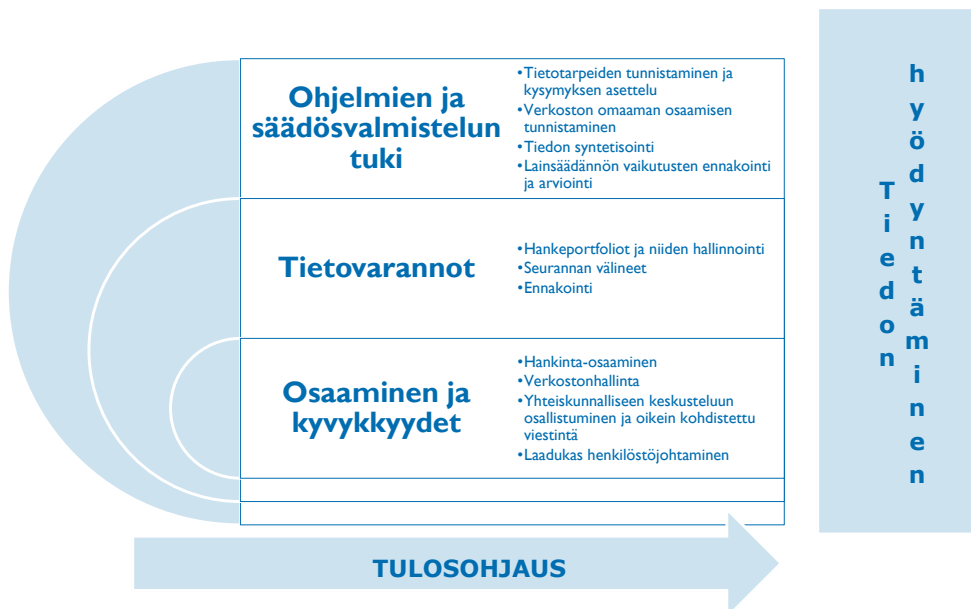 Ohjelmien ja
säädösvalmistelun
tuki
•Tietotarpeiden tunnistaminen ja
kysymyksen asettelu
•Verkoston omaaman osaamisen
tunnistaminen
•Tiedon syntetisointi
•Lainsäädännön vaikutusten ennakointi
ja arviointi
Tietovarannot
•Hankeportfoliot ja niiden hallinnointi
•Seurannan välineet
•Ennakointi
Osaaminen ja
kyvykkyydet
•Hankinta-osaaminen
•Verkostonhallinta
•Yhteiskunnalliseen keskusteluun
osallistuminen ja oikein kohdistettu
viestintä
•Laadukas henkilöstöjohtaminen
TULOSOHJAUS
Tiedon
hyödyntäminen